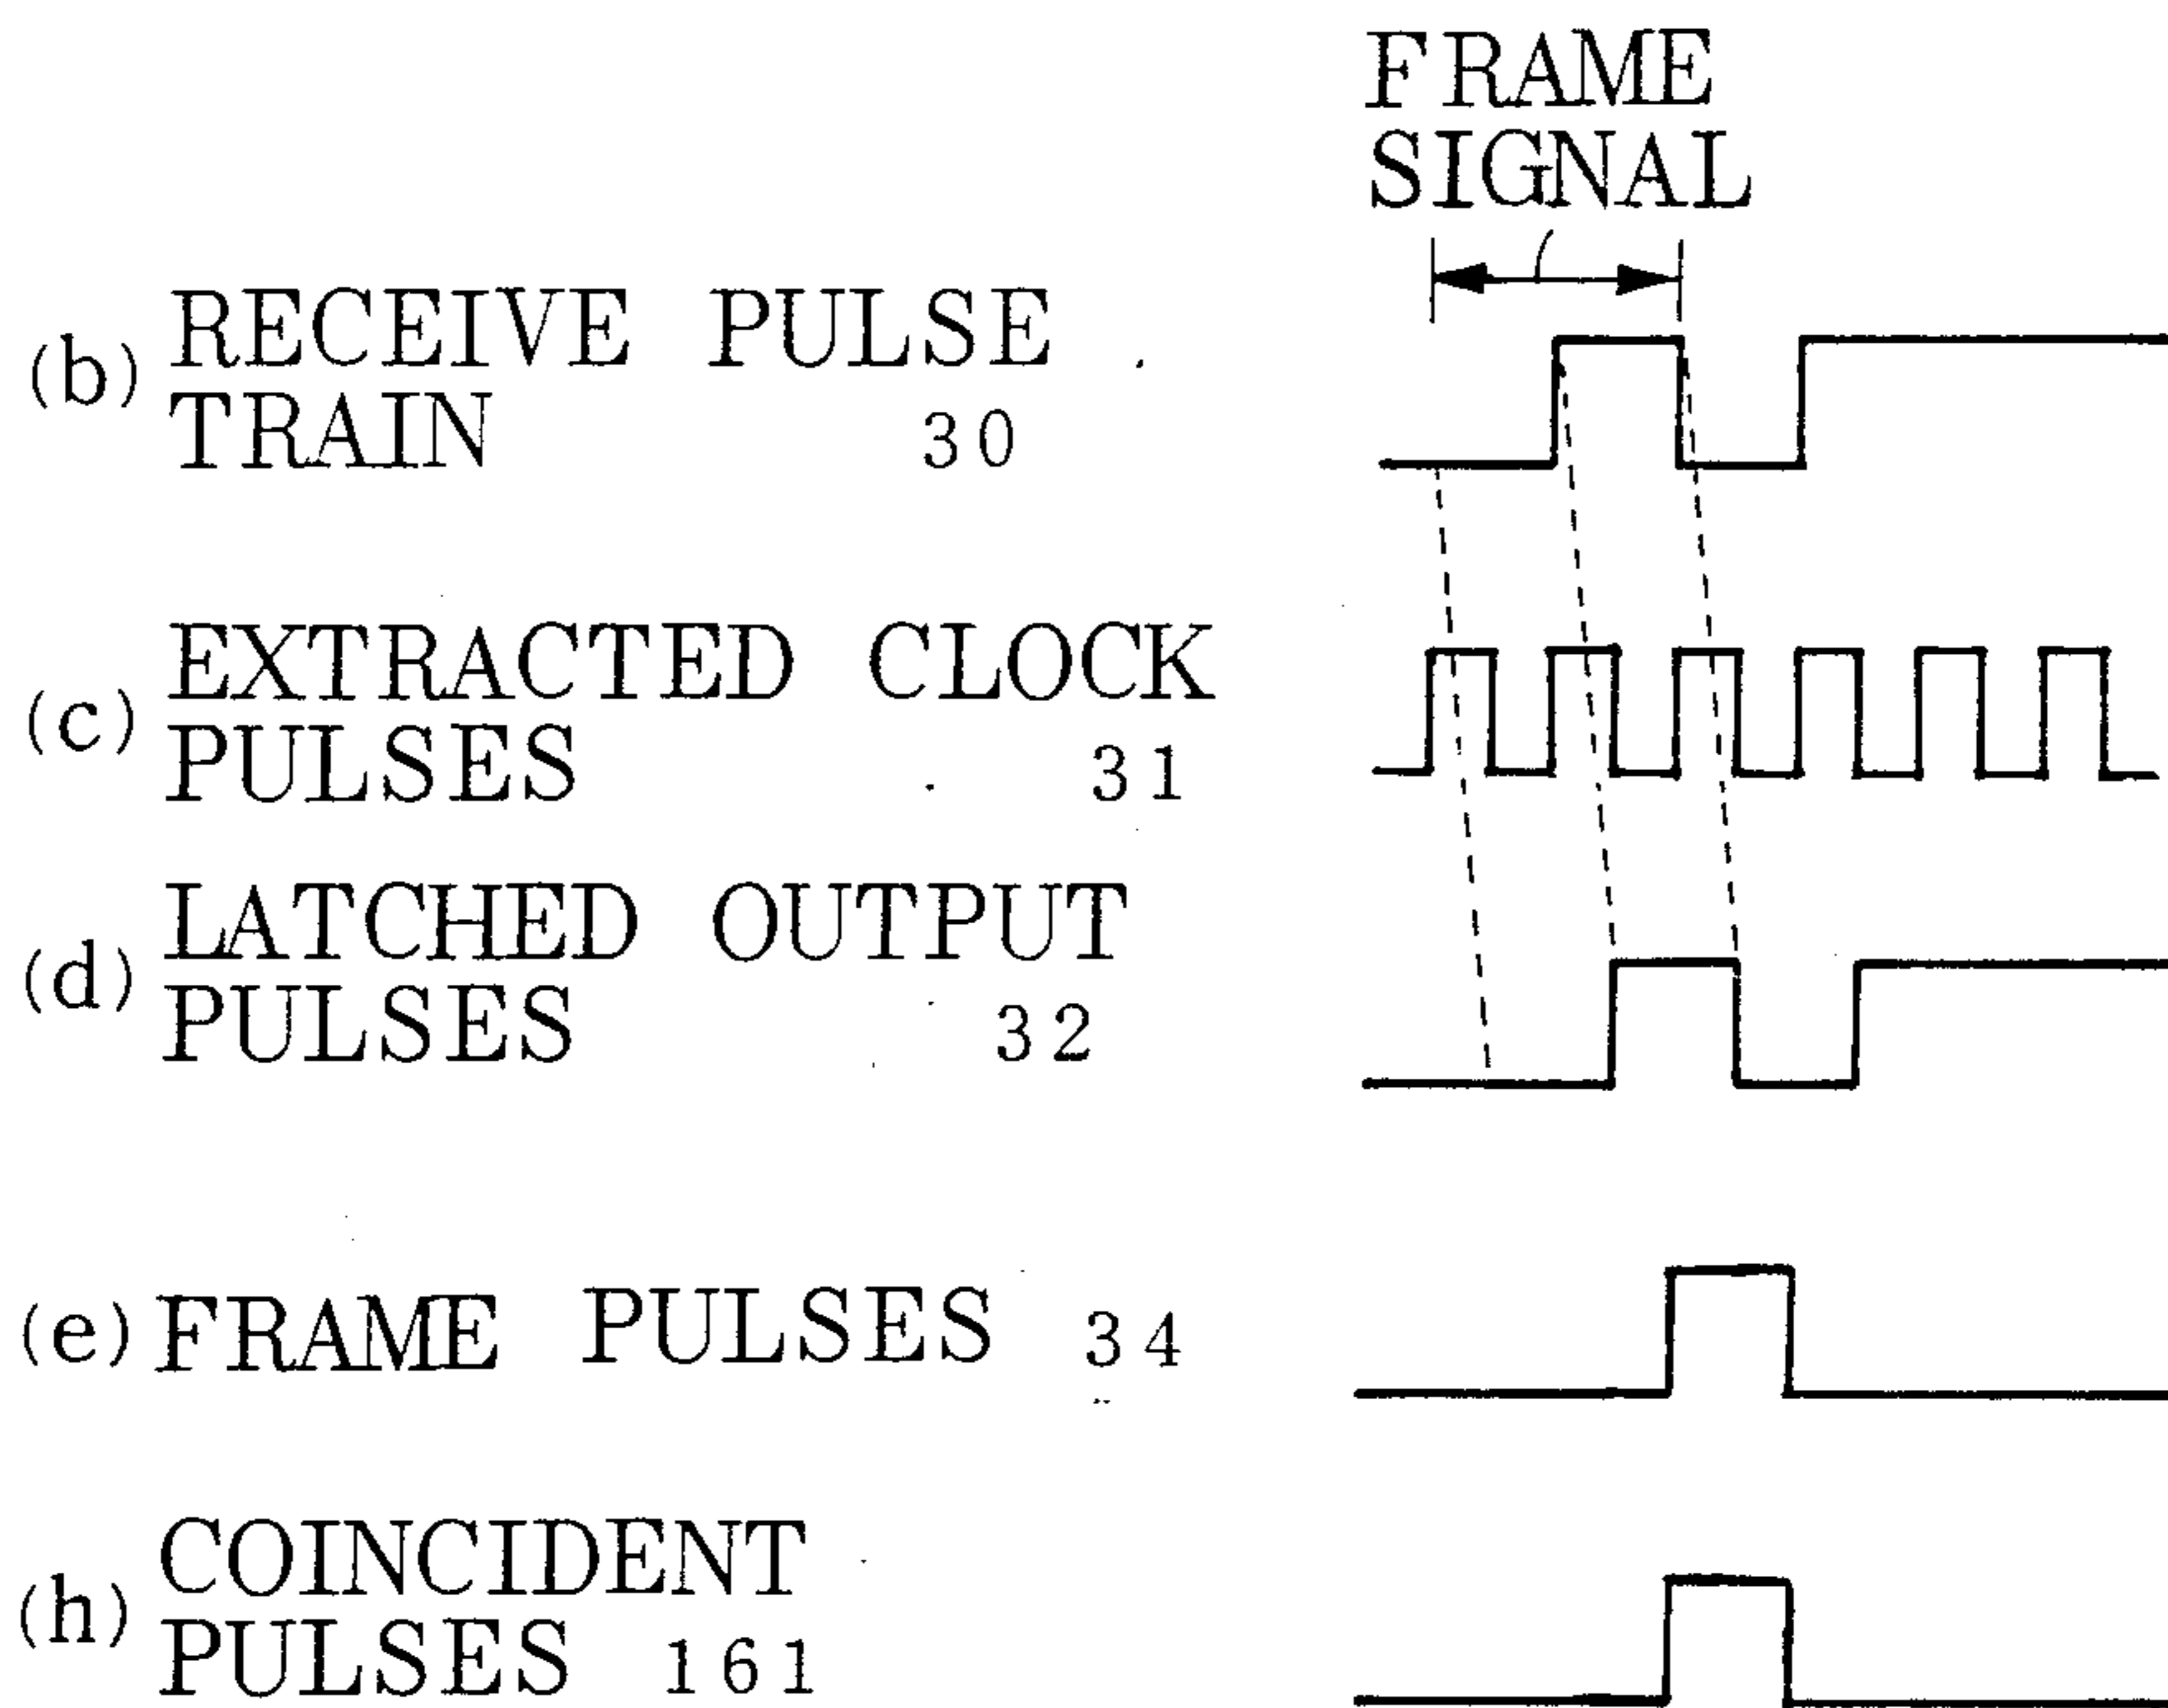 FRAME
SIGNAL
(b) RECEIVE PULSE
TRAIN 30
(c) EXTRACTED CLOCK
PULSES 31
(d) LATCHED OUTPUT
PULSES 32
(e) FRAME PULSES 34
(h) COINCIDENT
PULSES 161